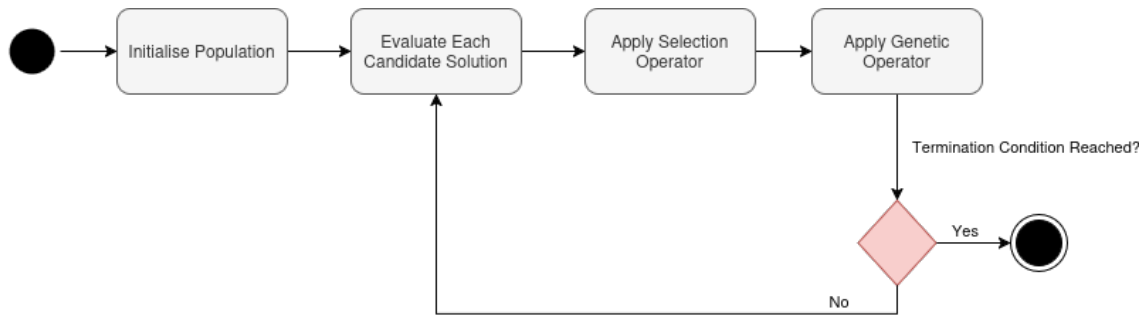 Initialise Population
Evaluate Each
Candidate Solution
Apply Selection
Operator
Apply Genetic
Operator
Termination Condition Reached?
Yes
No